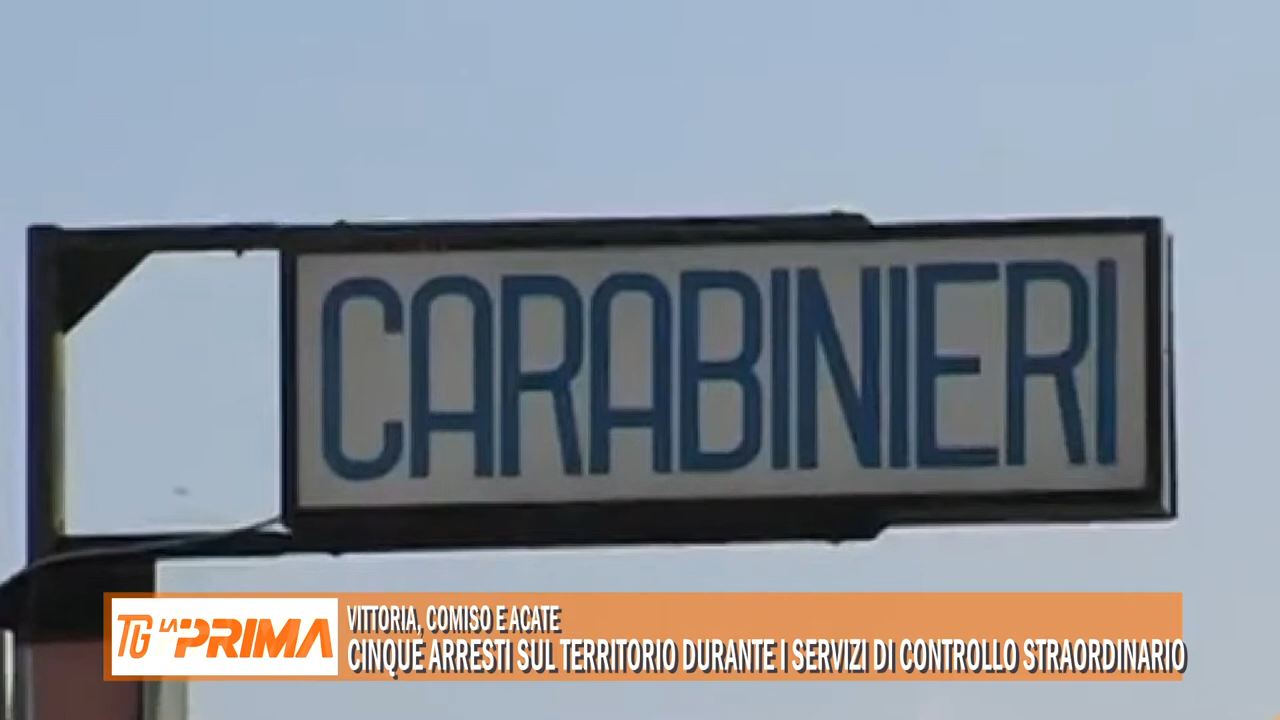 CARABINIERI
TG LA PRIMA
VITTORIA, COMISO E ACATE
CINQUE ARRESTI SUL TERRITORIO DURANTE I SERVIZI DI CONTROLLO STRAORDINARIO